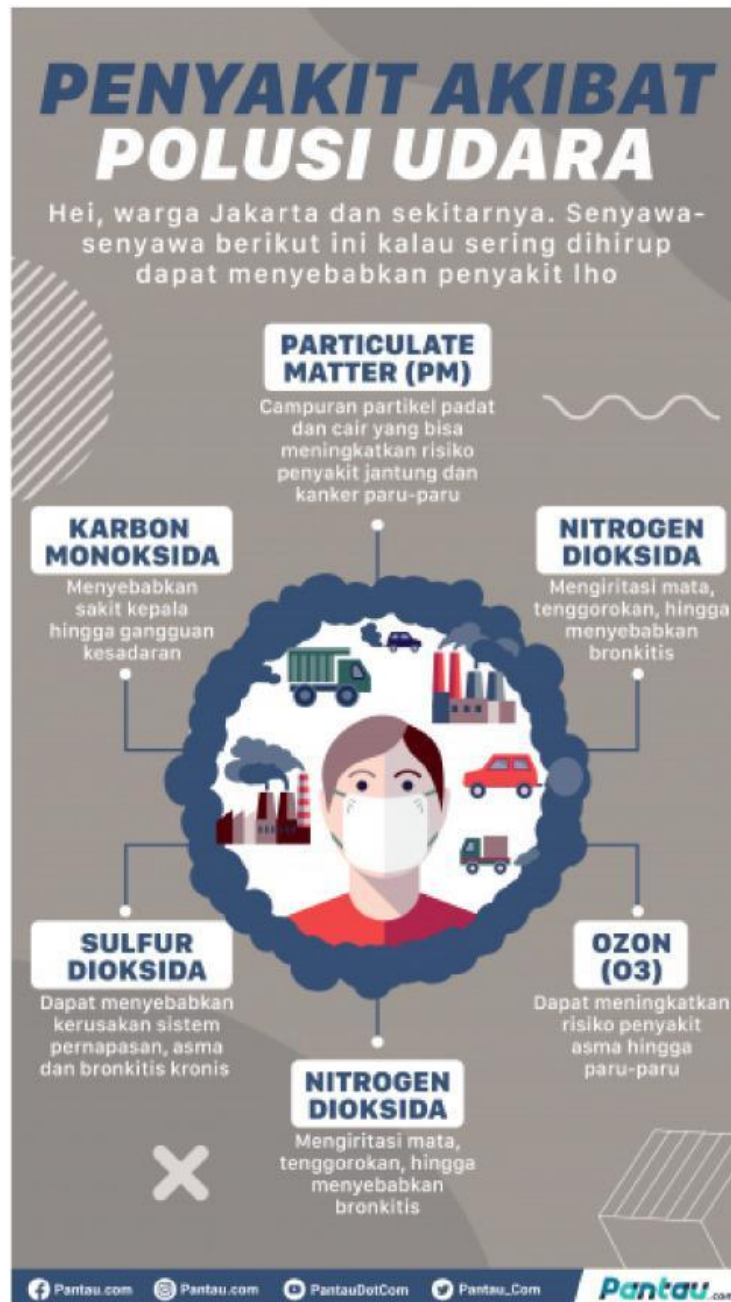 PENYAKIT AKIBAT
POLUSI UDARA
Hei, warga Jakarta dan sekitarnya. Senyawa-
senyawa berikut ini kalau sering dihirup
dapat menyebabkan penyakit lho
PARTICULATE
MATTER (PM)
Campuran partikel padat
dan cair yang bisa
meningkatkan risiko
penyakit jantung dan
kanker paru-paru
KARBON
MONOKSIDA
Menyebabkan
sakit kepala
hingga gangguan
kesadaran
NITROGEN
DIOKSIDA
Mengiritasi mata,
tenggorokan, hingga
menyebabkan
bronkitis
SULFUR
DIOKSIDA
Dapat menyebabkan
kerusakan sistem
pernapasan, asma
dan bronkitis kronis
OZON
(O3)
Dapat meningkatkan
risiko penyakit
asma hingga
paru-paru
NITROGEN
DIOKSIDA
Mengiritasi mata,
tenggorokan, hingga
menyebabkan
bronkitis
Pantau.com Pantau.com PantauDotCom Pantau_Com Pantau.com